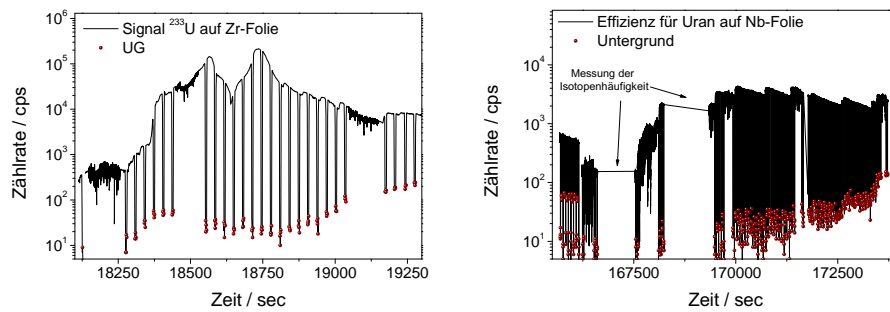 Signal ²³³U auf Zr-Folie
UG
Zählrate / cps
10⁶
10⁵
10⁴
10³
10²
10¹
18250
18500
18750
19000
19250
Zeit / sec
Effizienz für Uran auf Nb-Folie
Untergrund
Messung der
Isotopenhäufigkeit
Zählrate / cps
10⁵
10⁴
10³
10²
10¹
167500
170000
172500
Zeit / sec